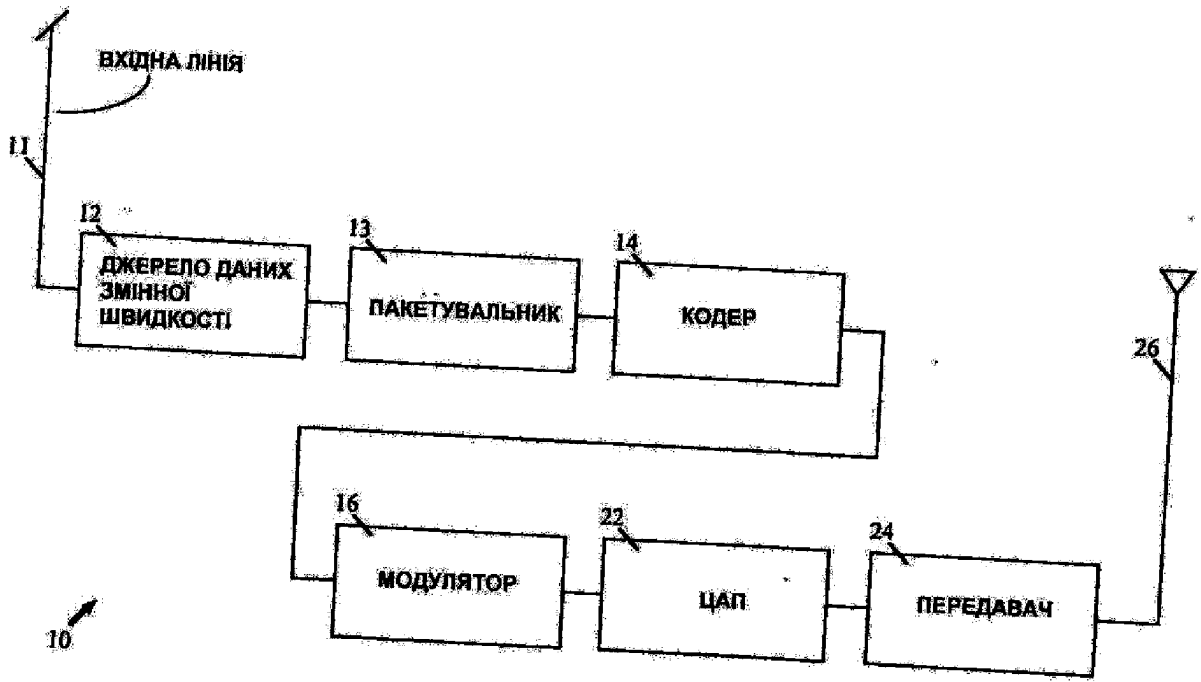 ВХІДНА ЛІНІЯ
11
12
ДЖЕРЕЛО ДАНИХ
ЗМІННОЇ
ШВИДКОСТІ
13
ПАКЕТУВАЛЬНИК
14
КОДЕР
26
16
МОДУЛЯТОР
22
ЦАП
24
ПЕРЕДАВАЧ
10